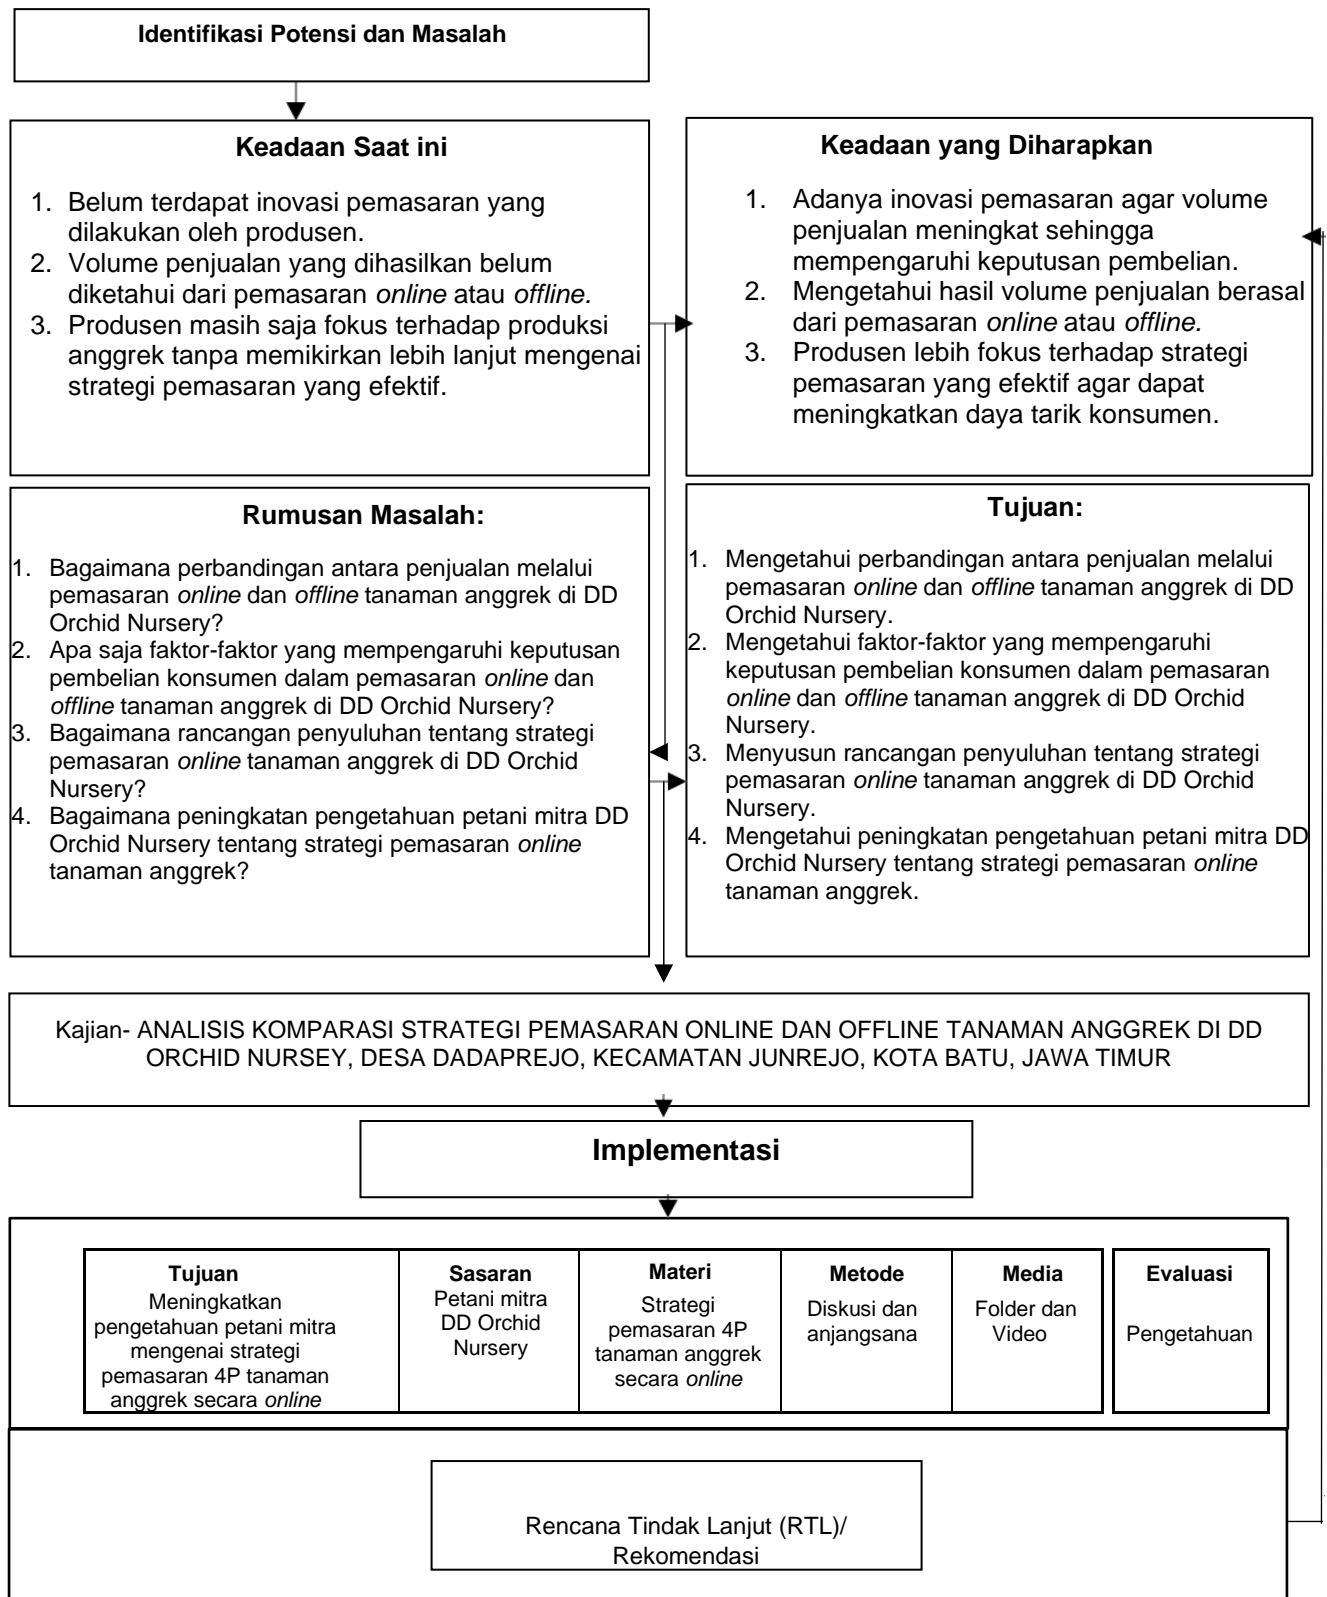 Identifikasi Potensi dan Masalah
Keadaan Saat ini
1. Belum terdapat inovasi pemasaran yang
dilakukan oleh produsen.
2. Volume penjualan yang dihasilkan belum
diketahui dari pemasaran online atau offline.
3. Produsen masih saja fokus terhadap produksi
anggrek tanpa memikirkan lebih lanjut mengenai
strategi pemasaran yang efektif.
Keadaan yang Diharapkan
1. Adanya inovasi pemasaran agar volume
penjualan meningkat sehingga
mempengaruhi keputusan pembelian.
2. Mengetahui hasil volume penjualan berasal
dari pemasaran online atau offline.
3. Produsen lebih fokus terhadap strategi
pemasaran yang efektif agar dapat
meningkatkan daya tarik konsumen.
Rumusan Masalah:
1. Bagaimana perbandingan antara penjualan melalui
pemasaran online dan offline tanaman anggrek di DD
Orchid Nursery?
2. Apa saja faktor-faktor yang mempengaruhi keputusan
pembelian konsumen dalam pemasaran online dan
offline tanaman anggrek di DD Orchid Nursery?
3. Bagaimana rancangan penyuluhan tentang strategi
pemasaran online tanaman anggrek di DD Orchid
Nursery?
4. Bagaimana peningkatan pengetahuan petani mitra DD
Orchid Nursery tentang strategi pemasaran online
tanaman anggrek?
Tujuan:
1. Mengetahui perbandingan antara penjualan melalui
pemasaran online dan offline tanaman anggrek di DD
Orchid Nursery.
2. Mengetahui faktor-faktor yang mempengaruhi
keputusan pembelian konsumen dalam pemasaran
online dan offline tanaman anggrek di DD Orchid
Nursery.
3. Menyusun rancangan penyuluhan tentang strategi
pemasaran online tanaman anggrek di DD Orchid
Nursery.
4. Mengetahui peningkatan pengetahuan petani mitra DD
Orchid Nursery tentang strategi pemasaran online
tanaman anggrek.
Kajian- ANALISIS KOMPARASI STRATEGI PEMASARAN ONLINE DAN OFFLINE TANAMAN ANGGREK DI DD
ORCHID NURSEY, DESA DADAPREJO, KECAMATAN JUNREJO, KOTA BATU, JAWA TIMUR
Implementasi
Tujuan
Meningkatkan
pengetahuan petani mitra
mengenai strategi
pemasaran 4P tanaman
anggrek secara online
Sasaran
Petani mitra
DD Orchid
Nursery
Materi
Strategi
pemasaran 4P
tanaman anggrek
secara online
Metode
Diskusi dan
anjangsana
Media
Folder dan
Video
Evaluasi
Pengetahuan
Rencana Tindak Lanjut (RTL)/
Rekomendasi